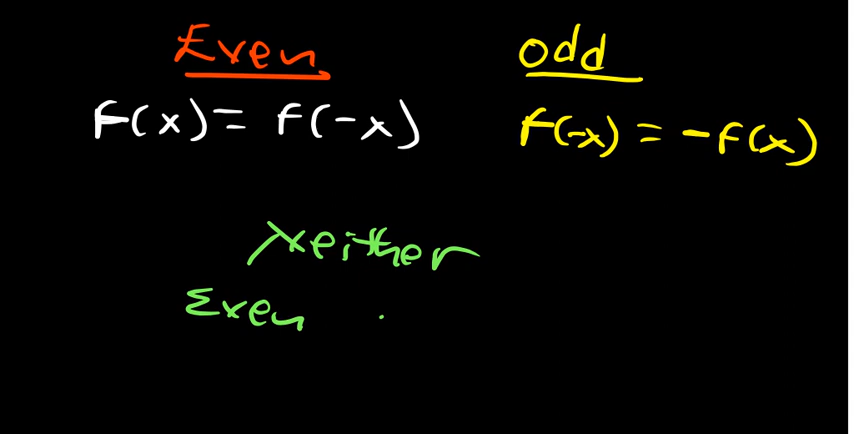 Even
F(x) = f(-x)
odd
f(-x) = -f(x)
Neither
Even